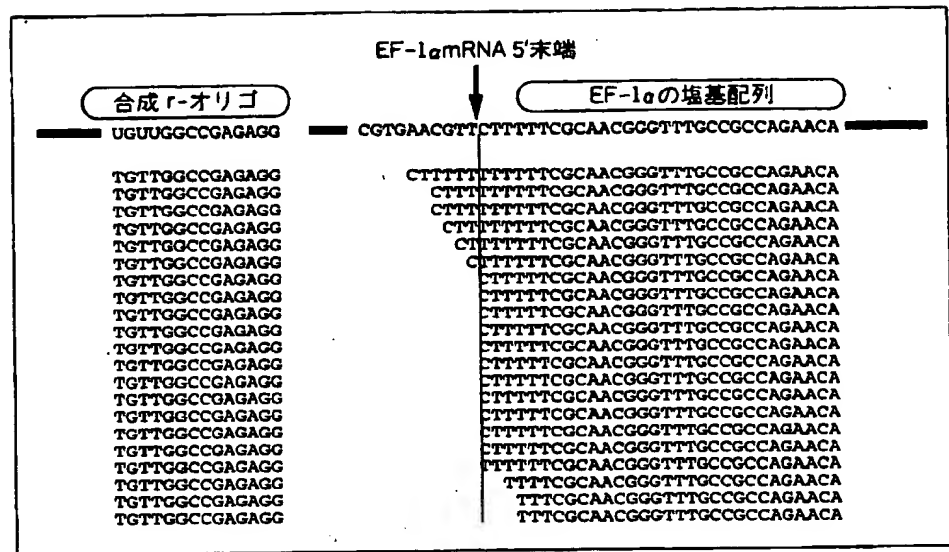 EF-1αmRNA 5'末端
合成 r-オリゴ EF-1αの塩基配列
UGUUGGCCGAGAGG CGTGAACGTTCTTTTTCGCAACGGGTTTGCCGCCAGAACA
TGTTGGCCGAGAGG CTTTTTTTTTTTCGCAACGGGTTTGCCGCCAGAACA
TGTTGGCCGAGAGG CTTTTTTTTTCGCAACGGGTTTGCCGCCAGAACA
TGTTGGCCGAGAGG CTTTTTTTTTCGCAACGGGTTTGCCGCCAGAACA
TGTTGGCCGAGAGG CTTTTTTTTCGCAACGGGTTTGCCGCCAGAACA
TGTTGGCCGAGAGG CTTTTTTTCGCAACGGGTTTGCCGCCAGAACA
TGTTGGCCGAGAGG CTTTTTTCGCAACGGGTTTGCCGCCAGAACA
TGTTGGCCGAGAGG CTTTTTCGCAACGGGTTTGCCGCCAGAACA
TGTTGGCCGAGAGG CTTTTTCGCAACGGGTTTGCCGCCAGAACA
TGTTGGCCGAGAGG CTTTTTCGCAACGGGTTTGCCGCCAGAACA
TGTTGGCCGAGAGG CTTTTTCGCAACGGGTTTGCCGCCAGAACA
TGTTGGCCGAGAGG CTTTTTCGCAACGGGTTTGCCGCCAGAACA
TGTTGGCCGAGAGG CTTTTTCGCAACGGGTTTGCCGCCAGAACA
TGTTGGCCGAGAGG CTTTTTCGCAACGGGTTTGCCGCCAGAACA
TGTTGGCCGAGAGG CTTTTTCGCAACGGGTTTGCCGCCAGAACA
TGTTGGCCGAGAGG CTTTTTCGCAACGGGTTTGCCGCCAGAACA
TGTTGGCCGAGAGG CTTTTTCGCAACGGGTTTGCCGCCAGAACA
TGTTGGCCGAGAGG CTTTTTCGCAACGGGTTTGCCGCCAGAACA
TGTTGGCCGAGAGG TTTTTTCGCAACGGGTTTGCCGCCAGAACA
TGTTGGCCGAGAGG TTTTCGCAACGGGTTTGCCGCCAGAACA
TGTTGGCCGAGAGG TTTCGCAACGGGTTTGCCGCCAGAACA
TGTTGGCCGAGAGG TTTCGCAACGGGTTTGCCGCCAGAACA